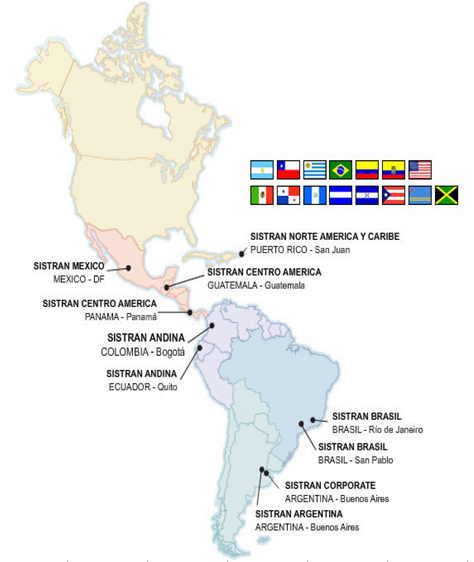 SISTRAN NORTE AMERICA Y CARIBE
PUERTO RICO - San Juan
SISTRAN MEXICO
MEXICO - DF
SISTRAN CENTRO AMERICA
GUATEMALA - Guatemala
SISTRAN CENTRO AMERICA
PANAMA - Panamá
SISTRAN ANDINA
COLOMBIA - Bogotá
SISTRAN ANDINA
ECUADOR - Quito
SISTRAN BRASIL
BRASIL - Río de Janeiro
SISTRAN BRASIL
BRASIL - San Pablo
SISTRAN CORPORATE
ARGENTINA - Buenos Aires
SISTRAN ARGENTINA
ARGENTINA - Buenos Aires